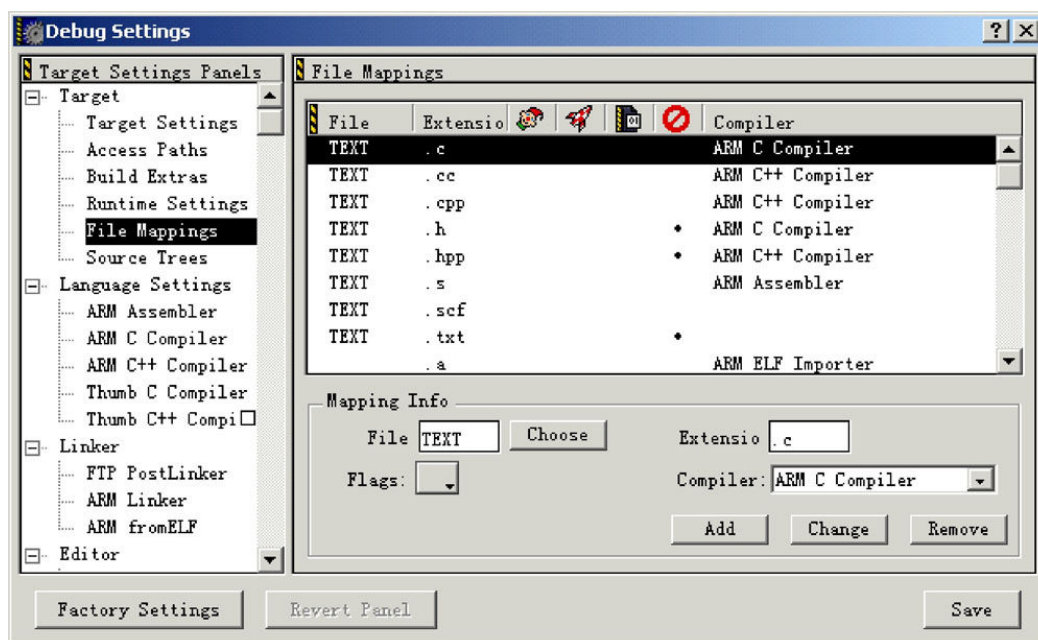 Debug Settings
Target Settings Panels
Target
Target Settings
Access Paths
Build Extras
Runtime Settings
File Mappings
Source Trees
Language Settings
ARM Assembler
ARM C Compiler
ARM C++ Compiler
Thumb C Compiler
Thumb C++ Compi
Linker
FTP PostLinker
ARM Linker
ARM fromELF
Editor
File Mappings
File Extensio Compiler
TEXT .c ARM C Compiler
TEXT .cc ARM C++ Compiler
TEXT .cpp ARM C++ Compiler
TEXT .h • ARM C Compiler
TEXT .hpp • ARM C++ Compiler
TEXT .s ARM Assembler
TEXT .scf
TEXT .txt •
.a ARM ELF Importer
Mapping Info
File TEXT Choose Extensio .c
Flags: Compiler: ARM C Compiler
Add Change Remove
Factory Settings Revert Panel Save